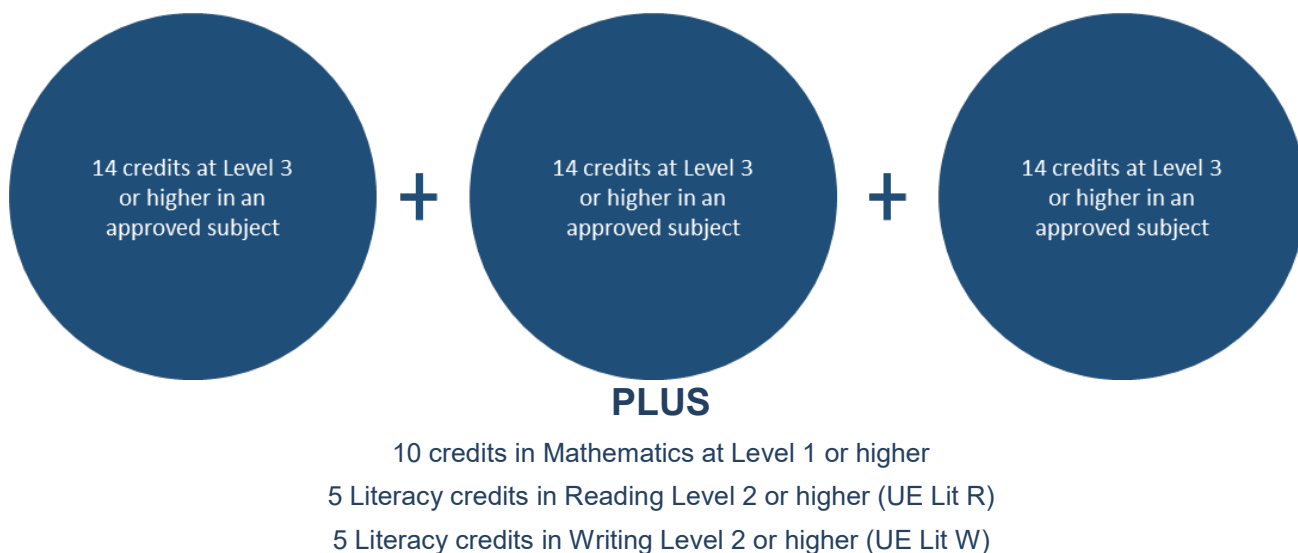 14 credits at Level 3
or higher in an
approved subject
+
14 credits at Level 3
or higher in an
approved subject
+
14 credits at Level 3
or higher in an
approved subject
PLUS
10 credits in Mathematics at Level 1 or higher
5 Literacy credits in Reading Level 2 or higher (UE Lit R)
5 Literacy credits in Writing Level 2 or higher (UE Lit W)